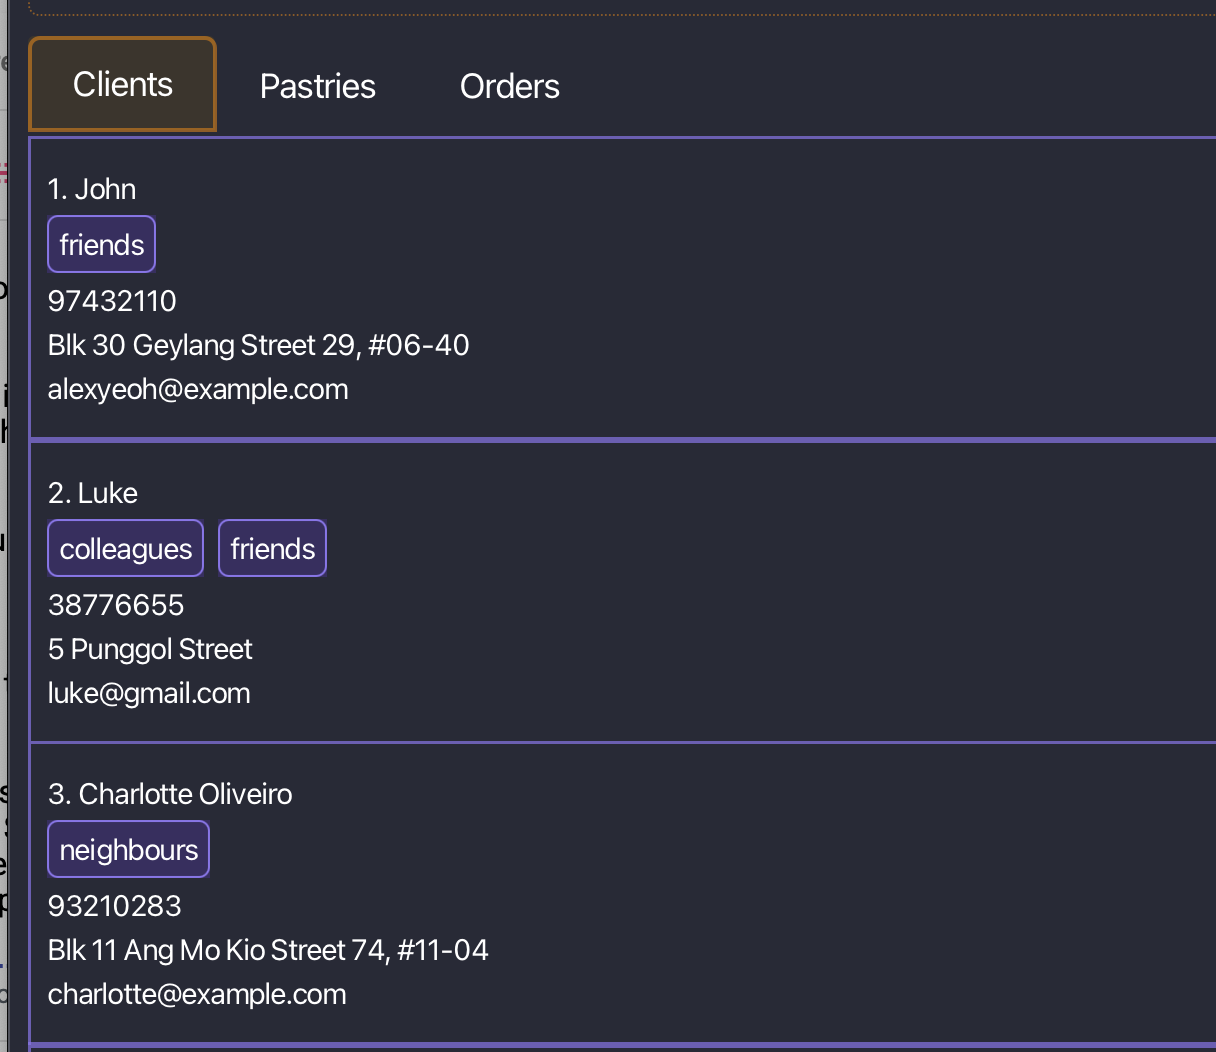 Clients Pastries Orders
1. John
friends
97432110
Blk 30 Geylang Street 29, #06-40
alexyeoh@example.com
2. Luke
colleagues friends
38776655
5 Punggol Street
luke@gmail.com
3. Charlotte Oliveiro
neighbours
93210283
Blk 11 Ang Mo Kio Street 74, #11-04
charlotte@example.com